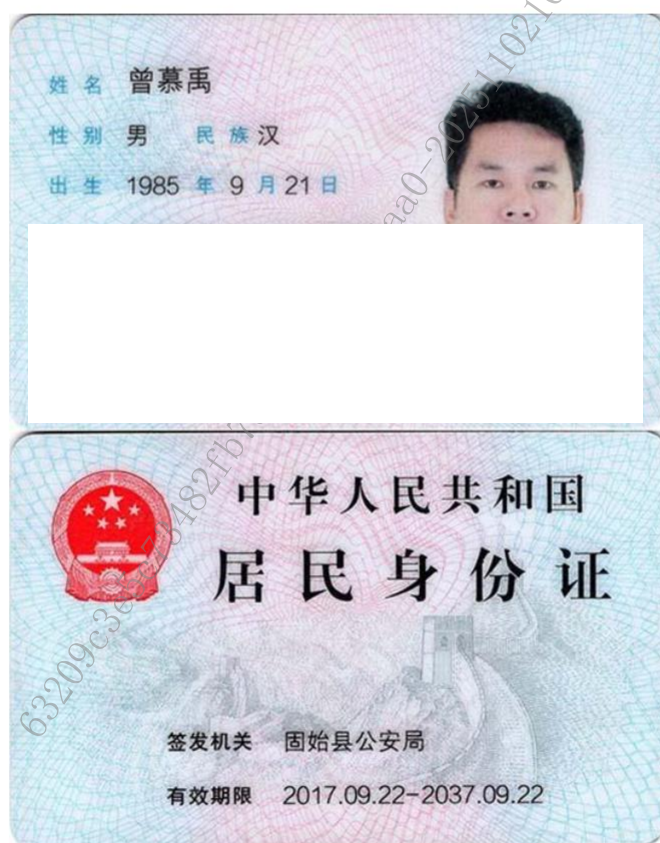 姓名 曾慕禹
性别 男 民族 汉
出生 1985 年 9 月 21 日
中华人民共和国
居民身份证
签发机关 固始县公安局
有效期限 2017.09.22-2037.09.22